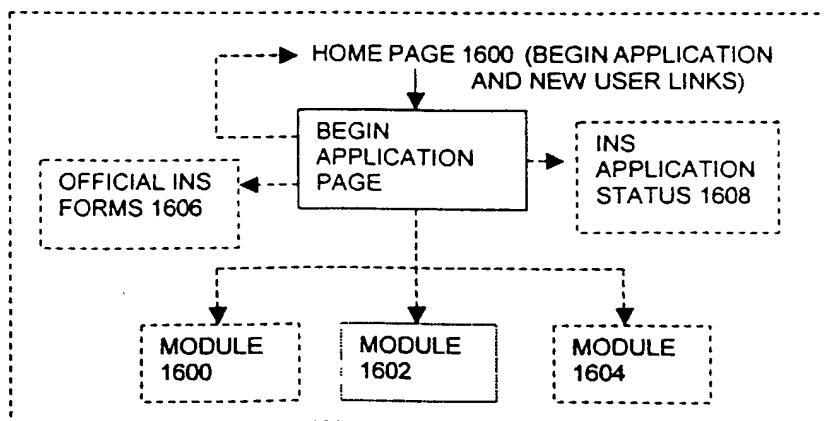 HOME PAGE 1600 (BEGIN APPLICATION
AND NEW USER LINKS)
BEGIN
APPLICATION
PAGE
OFFICIAL INS
FORMS 1606
INS
APPLICATION
STATUS 1608
MODULE
1600
MODULE
1602
MODULE
1604